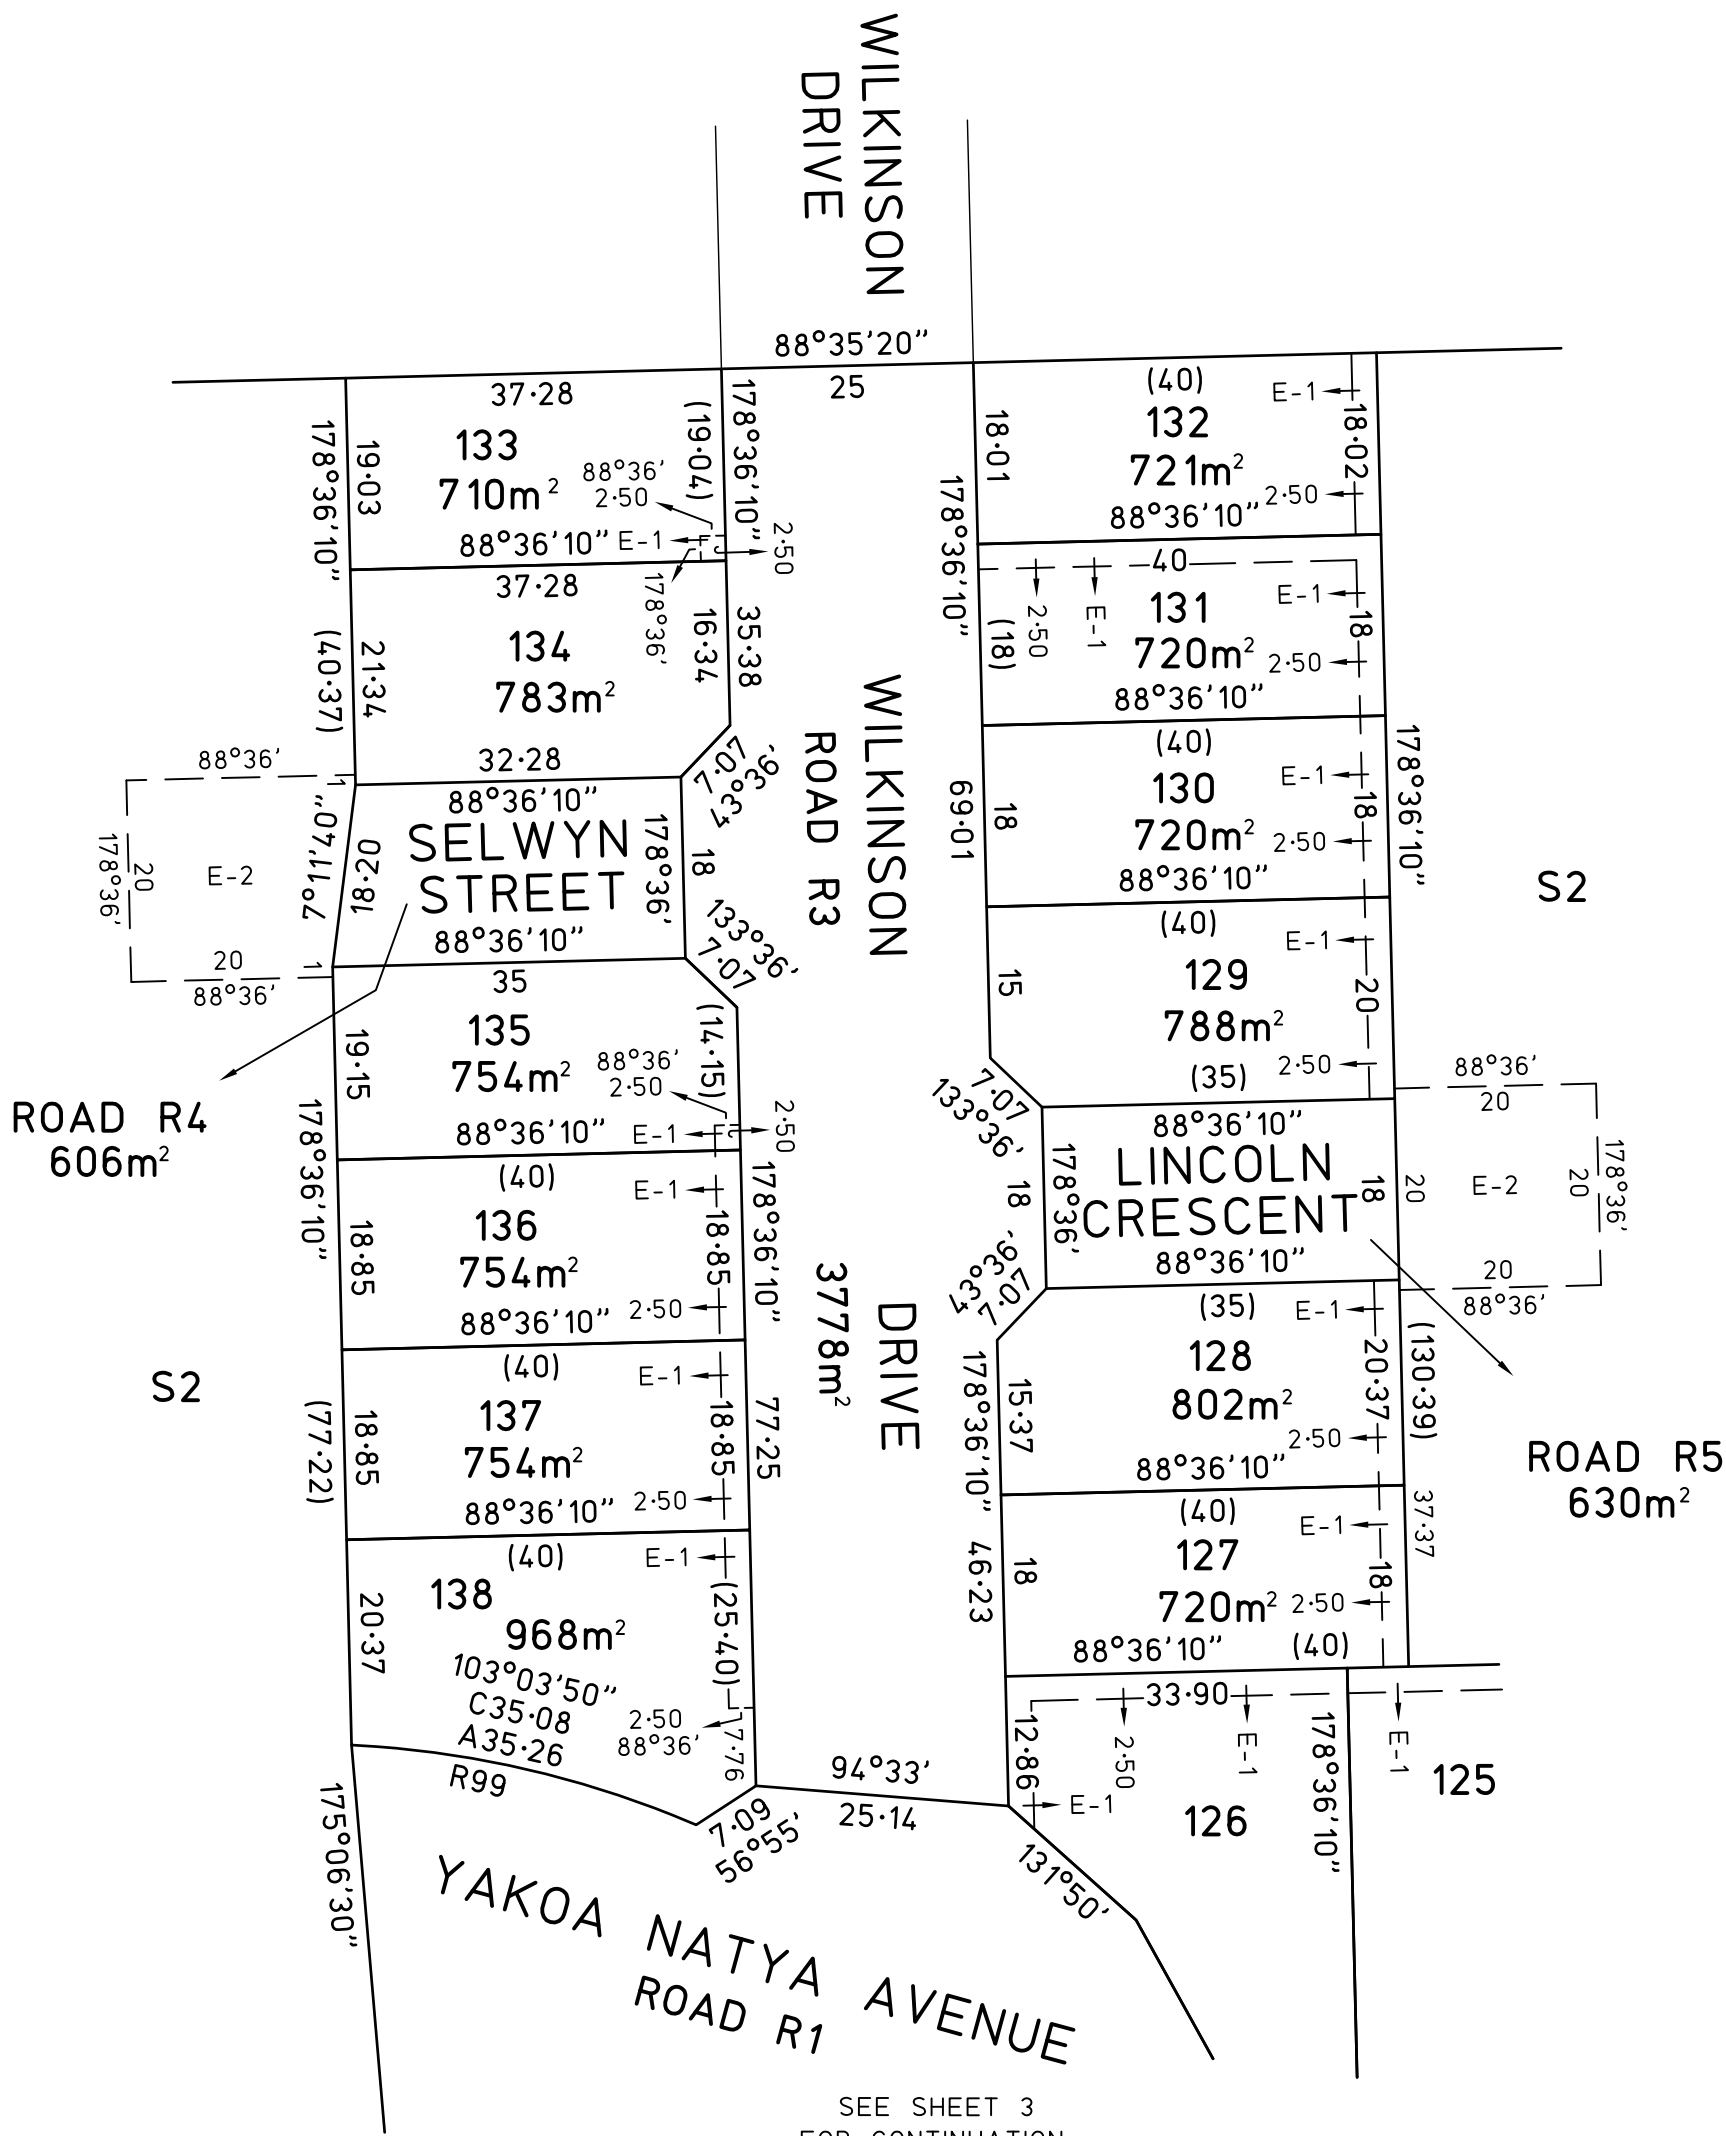 WILKINSON
DRIVE
88°35'20"
25
37·28
133
710m²
19·03
178°36'10"
(19·04)
178°36'10"
88°36'
2·50
88°36'10"
E-1
2·50
178°36'
37·28
134
783m²
21·34
(40·37)
16·34
35·38
32·28
7·07
43°36'
88°36'
88°36'10"
SELWYN
STREET
88°36'10"
178°36'
18
1
7°11'40"
18·20
1
E-2
20
178°36'
20
88°36'
133°36'
7·07
35
135
754m²
19·15
(14·15)
88°36'
2·50
88°36'10"
E-1
2·50
ROAD R4
606m²
178°36'10"
(40)
136
754m²
18·85
E-1
18·85
178°36'10"
2·50
88°36'10"
S2
(77·22)
(40)
137
754m²
18·85
E-1
18·85
77·25
2·50
88°36'10"
(40)
138
968m²
20·37
E-1
(25·40)
103°03'50"
C35·08
A35·26
R99
2·50
88°36'
7·76
7·09
56°55'
175°06'30"
94°33'
25·14
WILKINSON
ROAD R3
DRIVE
3778m²
(40)
132
721m²
18·01
E-1
18·02
2·50
88°36'10"
178°36'10"
40
131
720m²
(18)
2·50
E-1
E-1
18
2·50
88°36'10"
(40)
130
720m²
18
69·01
E-1
18
2·50
88°36'10"
178°36'10"
S2
(40)
129
788m²
15
E-1
20
2·50
(35)
7·07
133°36'
88°36'10"
LINCOLN
CRESCENT
88°36'10"
178°36'
18
18
88°36'
20
20
E-2
20
178°36'
20
88°36'
43°36'
7·07
(35)
128
802m²
15·37
178°36'10"
E-1
20·37
(130·39)
2·50
88°36'10"
ROAD R5
630m²
(40)
127
720m²
18
46·23
E-1
18
37·37
2·50
88°36'10"
(40)
33·90
12·86
2·50
E-1
E-1
178°36'10"
E-1
126
125
131°50'
YAKOA NATYA AVENUE
ROAD R1
SEE SHEET 3
FOR CONTINUATION